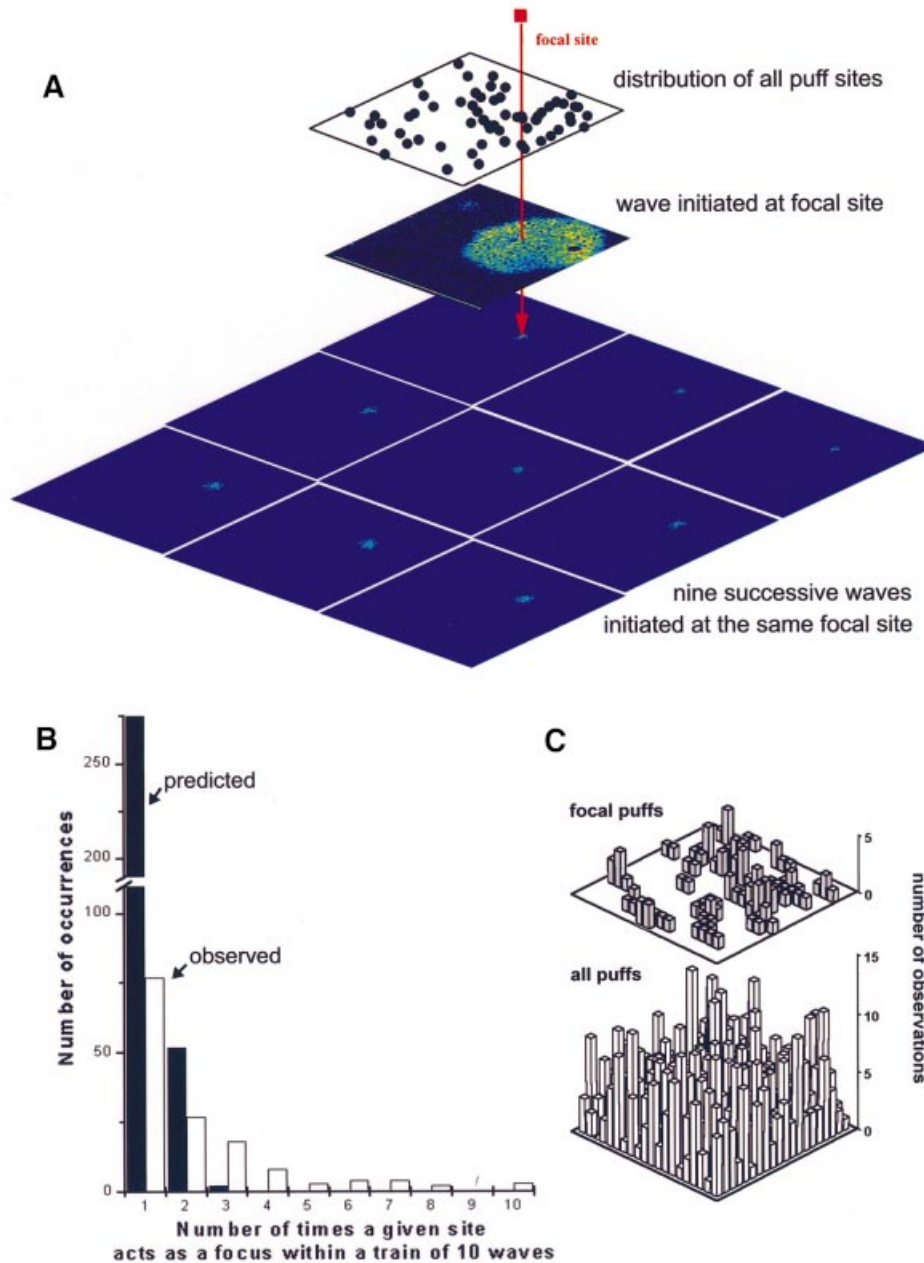 focal site
A
distribution of all puff sites
wave initiated at focal site
nine successive waves
initiated at the same focal site
B
Number of occurrences
250
200
100
50
0
predicted
observed
1 2 3 4 5 6 7 8 9 10
Number of times a given site
acts as a focus within a train of 10 waves
C
focal puffs
5
0
all puffs
15
10
5
0
number of observations